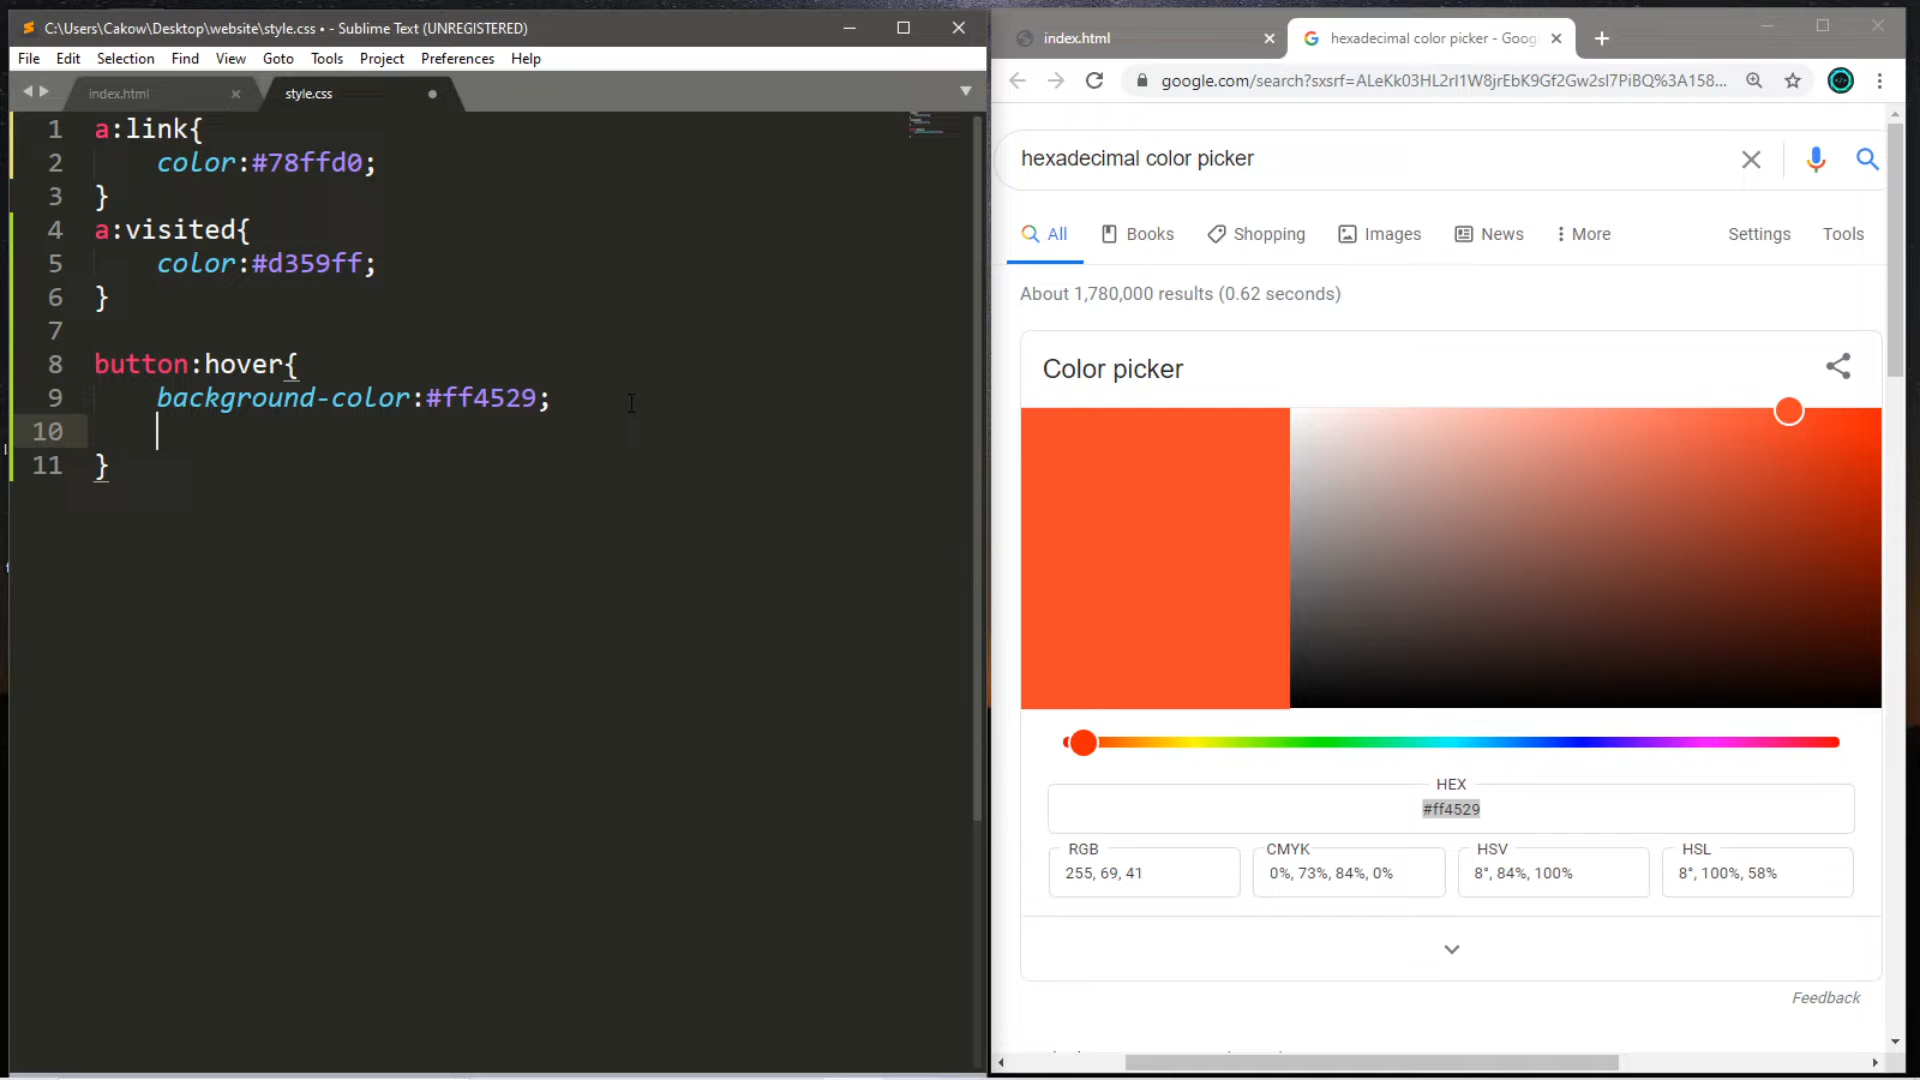 C:\Users\Cakow\Desktop\website\style.css • - Sublime Text (UNREGISTERED)
File Edit Selection Find View Goto Tools Project Preferences Help
index.html
style.css
1 a:link{
2 color:#78ffd0;
3 }
4 a:visited{
5 color:#d359ff;
6 }
7
8 button:hover{
9 background-color:#ff4529;
10
11 }
index.html
hexadecimal color picker - Goog
google.com/search?sxsrf=ALeKk03HL2rI1W8jrEbK9Gf2Gw2sI7PiBQ%3A158...
hexadecimal color picker
All Books Shopping Images News More Settings Tools
About 1,780,000 results (0.62 seconds)
Color picker
HEX
#ff4529
RGB
255, 69, 41
CMYK
0%, 73%, 84%, 0%
HSV
8°, 84%, 100%
HSL
8°, 100%, 58%
Feedback